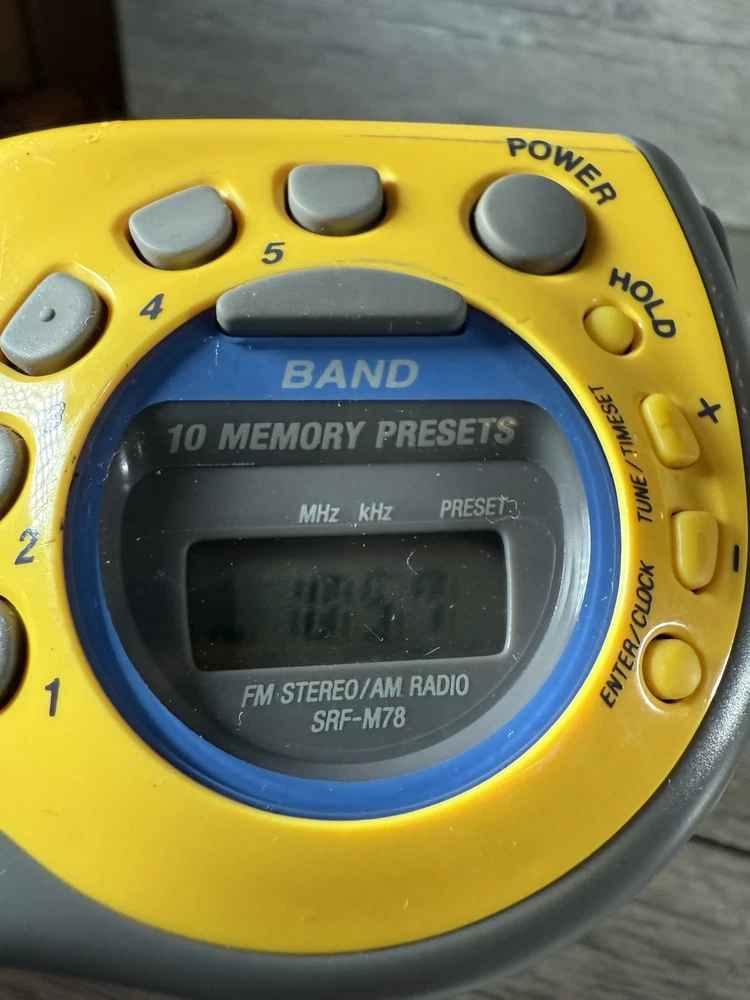 POWER
HOLD
5
4
3
2
1
BAND
10 MEMORY PRESETS
MHz kHz PRESET
FM STEREO/AM RADIO
SRF-M78
+
TUNE/TIMESET
-
ENTER/CLOCK